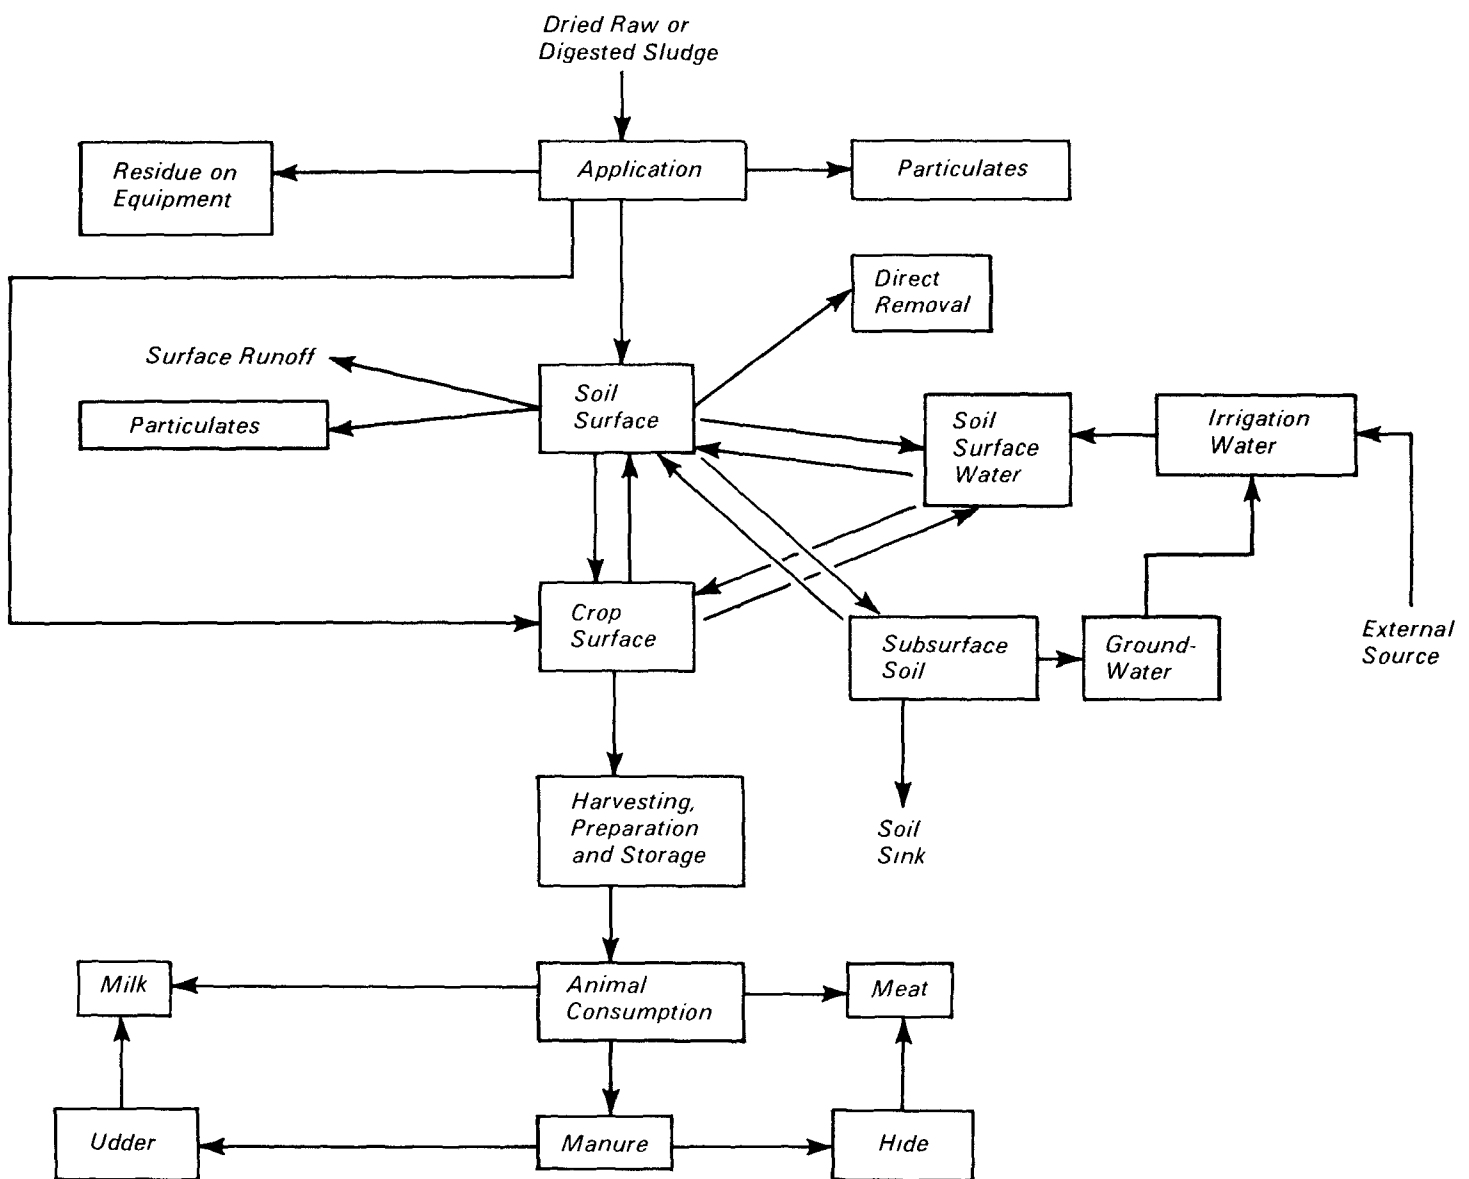 Dried Raw or
Digested Sludge
Residue on
Equipment
Application
Particulates
Direct
Removal
Surface Runoff
Particulates
Soil
Surface
Soil
Surface
Water
Irrigation
Water
Crop
Surface
Subsurface
Soil
Ground-
Water
External
Source
Harvesting,
Preparation
and Storage
Soil
Sink
Milk
Animal
Consumption
Meat
Udder
Manure
Hide